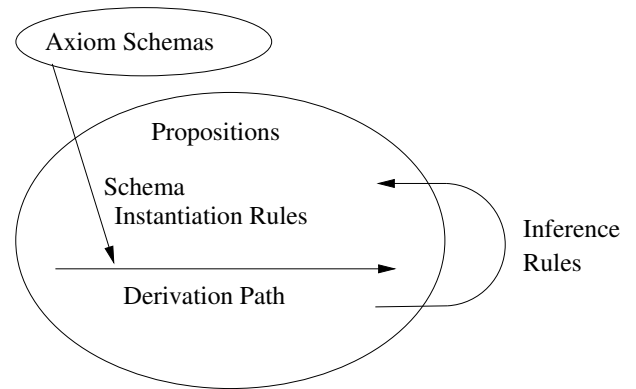 Axiom Schemas
Propositions
Schema
Instantiation Rules
Inference
Rules
Derivation Path